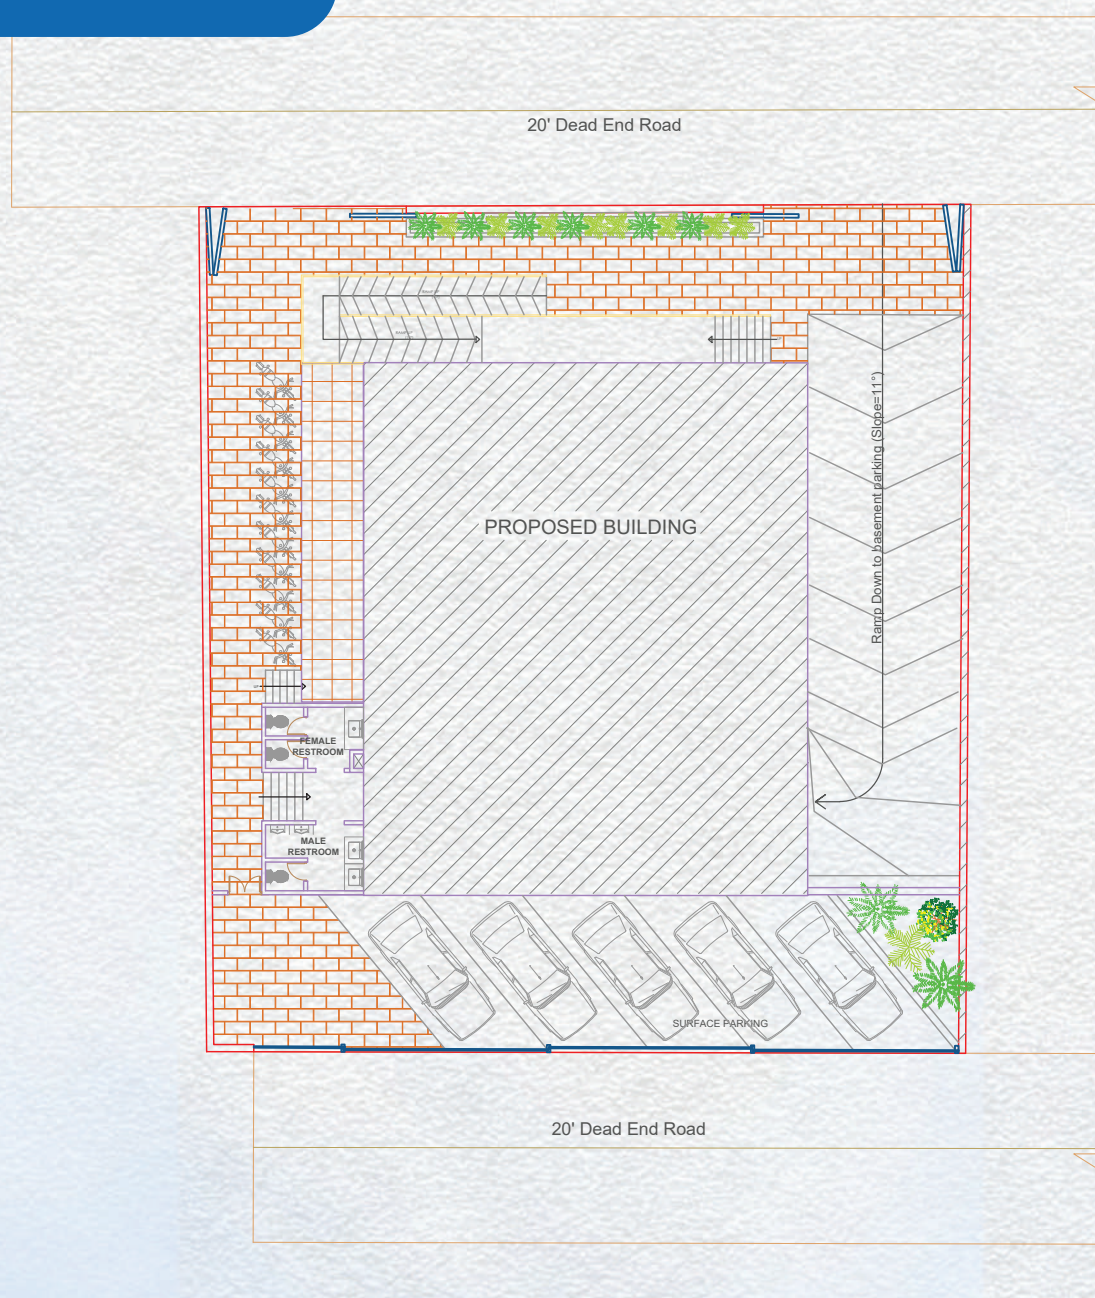 20' Dead End Road
Ramp Down to basement parking (Slope=11°)
PROPOSED BUILDING
FEMALE
RESTROOM
MALE
RESTROOM
SURFACE PARKING
20' Dead End Road